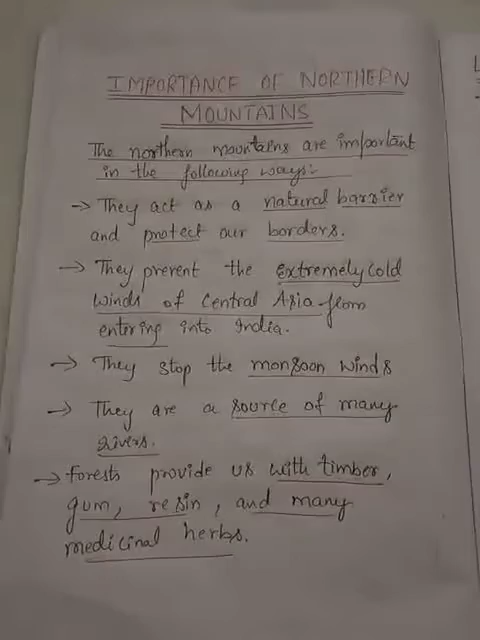 IMPORTANCE OF NORTHERN
MOUNTAINS
The northern mountains are important
in the following ways:-
→ They act as a natural barrier
and protect our borders.
→ They prevent the extremely cold
winds of Central Asia from
entering into India.
→ They stop the monsoon winds
→ They are a source of many
rivers.
→ Forests provide us with timber,
gum, resin, and many
medicinal herbs.